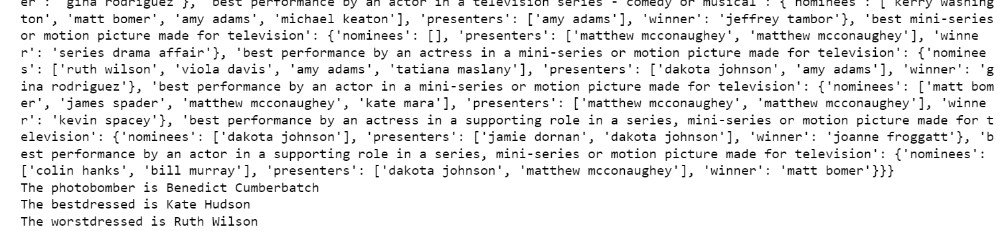 er': 'gina rodriguez'}, 'best performance by an actor in a television series - comedy or musical': {'nominees': ['kerry washing
ton', 'matt bomer', 'amy adams', 'michael keaton'], 'presenters': ['amy adams'], 'winner': 'jeffrey tambor'}, 'best mini-series
or motion picture made for television': {'nominees': [], 'presenters': ['matthew mcconaughey', 'matthew mcconaughey'], 'winne
r': 'series drama affair'}, 'best performance by an actress in a mini-series or motion picture made for television': {'nominee
s': ['ruth wilson', 'viola davis', 'amy adams', 'tatiana maslany'], 'presenters': ['dakota johnson', 'amy adams'], 'winner': 'g
ina rodriguez'}, 'best performance by an actor in a mini-series or motion picture made for television': {'nominees': ['matt bom
er', 'james spader', 'matthew mcconaughey', 'kate mara'], 'presenters': ['matthew mcconaughey', 'matthew mcconaughey'], 'winne
r': 'kevin spacey'}, 'best performance by an actress in a supporting role in a series, mini-series or motion picture made for t
elevision': {'nominees': ['dakota johnson'], 'presenters': ['jamie dornan', 'dakota johnson'], 'winner': 'joanne froggatt'}, 'b
est performance by an actor in a supporting role in a series, mini-series or motion picture made for television': {'nominees':
['colin hanks', 'bill murray'], 'presenters': ['dakota johnson', 'matthew mcconaughey'], 'winner': 'matt bomer'}}}
The photobomber is Benedict Cumberbatch
The bestdressed is Kate Hudson
The worstdressed is Ruth Wilson